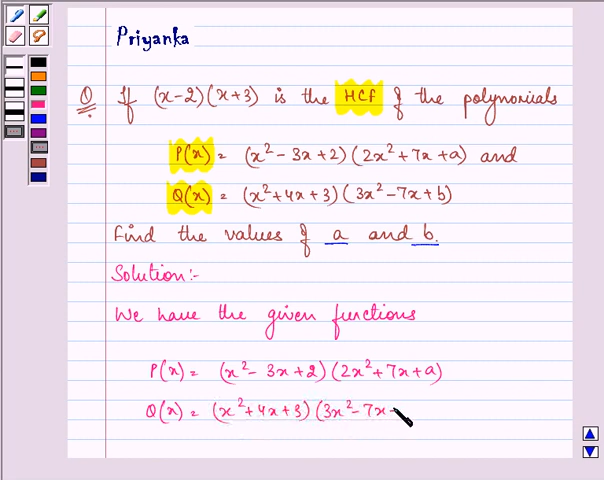 Priyanka
Q If (x-2)(x+3) is the HCF of the polynomials
P(x) = (x² - 3x + 2)(2x² + 7x + a) and
Q(x) = (x² + 4x + 3)(3x² - 7x + b)
Find the values of a and b.
Solution:-
We have the given functions
P(x) = (x² - 3x + 2)(2x² + 7x + a)
Q(x) = (x² + 4x + 3)(3x² - 7x